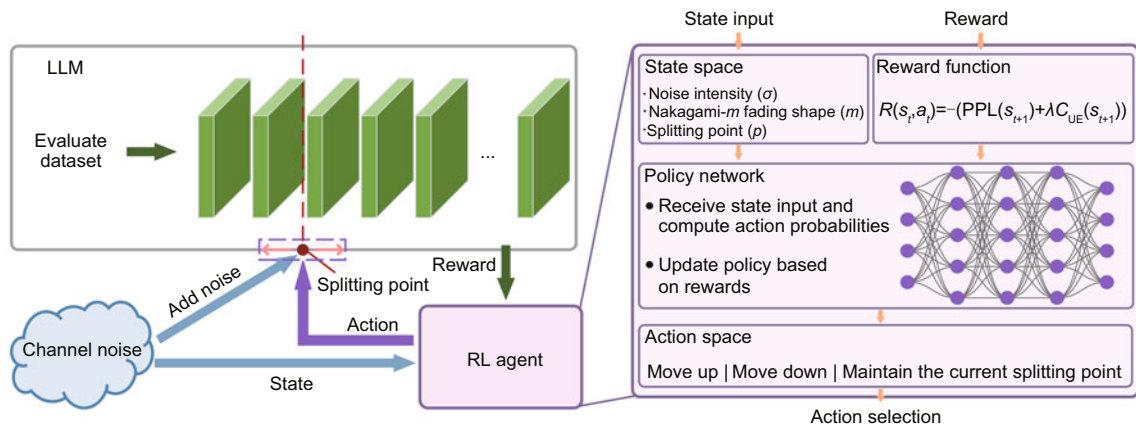 LLM
Evaluate
dataset
...
Splitting point
Reward
Add noise
Action
Channel noise
State
RL agent
State input
Reward
State space
·Noise intensity (σ)
·Nakagami-m fading shape (m)
·Splitting point (p)
Reward function
R(sₜ,aₜ)=−(PPL(sₜ₊₁)+λC_UE(sₜ₊₁))
Policy network
• Receive state input and
compute action probabilities
• Update policy based
on rewards
Action space
Move up | Move down | Maintain the current splitting point
Action selection